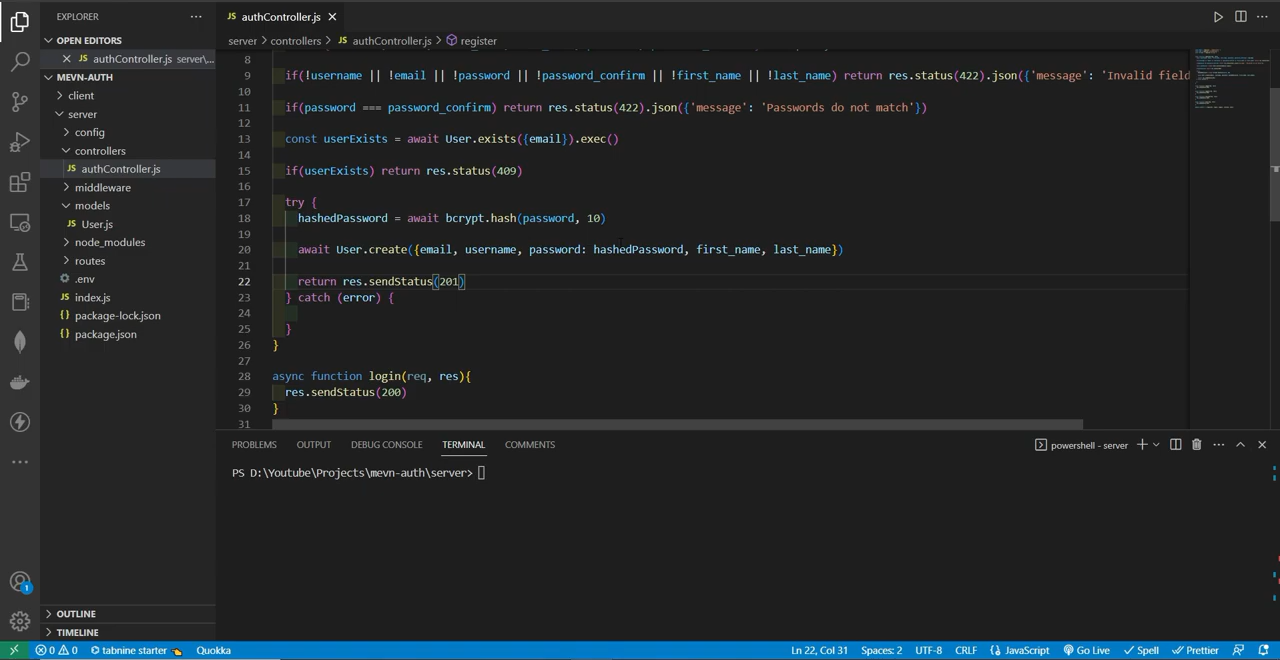 EXPLORER
OPEN EDITORS
authController.js server\...
MEVN-AUTH
client
server
config
controllers
JS authController.js
middleware
models
JS User.js
node_modules
routes
.env
JS index.js
{} package-lock.json
{} package.json
OUTLINE
TIMELINE
JS authController.js
server > controllers > JS authController.js > register
8
9 if(!username || !email || !password || !password_confirm || !first_name || !last_name) return res.status(422).json({'message': 'Invalid field
10
11 if(password === password_confirm) return res.status(422).json({'message': 'Passwords do not match'})
12
13 const userExists = await User.exists({email}).exec()
14
15 if(userExists) return res.status(409)
16
17 try {
18 hashedPassword = await bcrypt.hash(password, 10)
19
20 await User.create({email, username, password: hashedPassword, first_name, last_name})
21
22 return res.sendStatus(201)
23 } catch (error) {
24
25 }
26 }
27
28 async function login(req, res){
29 res.sendStatus(200)
30 }
31
PROBLEMS OUTPUT DEBUG CONSOLE TERMINAL COMMENTS
powershell - server
PS D:\Youtube\Projects\mevn-auth\server>
1
0 0 tabnine starter Quokka Ln 22, Col 31 Spaces: 2 UTF-8 CRLF {} JavaScript Go Live Spell Prettier